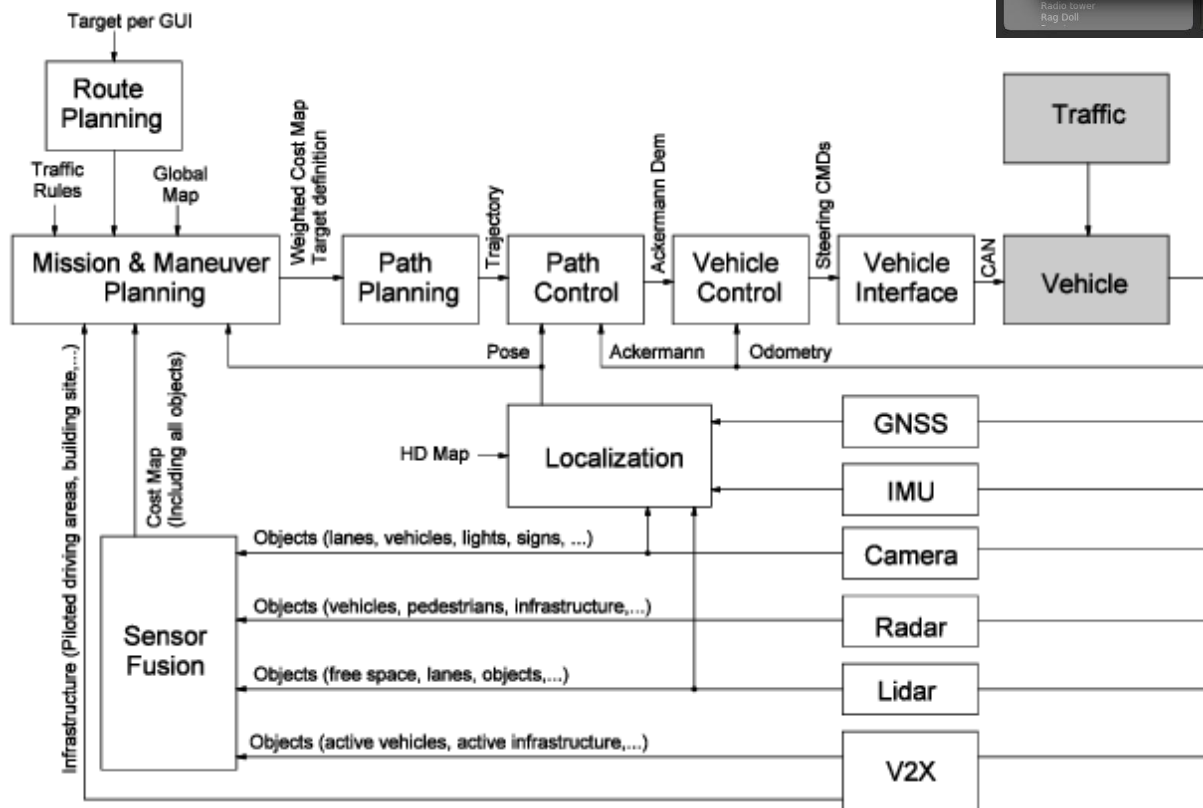 Radio tower
Rag Doll
Target per GUI
Route
Planning
Traffic
Rules
Global
Map
Weighted Cost Map
Target definition
Trajectory
Ackermann Dem
Steering CMDs
CAN
Traffic
Mission & Maneuver
Planning
Path
Planning
Path
Control
Vehicle
Control
Vehicle
Interface
Vehicle
Pose
Ackermann
Odometry
Infrastructure (Piloted driving areas, building site,...)
Cost Map
(Including all objects)
HD Map
Localization
GNSS
IMU
Camera
Radar
Lidar
V2X
Sensor
Fusion
Objects (lanes, vehicles, lights, signs, ...)
Objects (vehicles, pedestrians, infrastructure,...)
Objects (free space, lanes, objects,...)
Objects (active vehicles, active infrastructure,...)